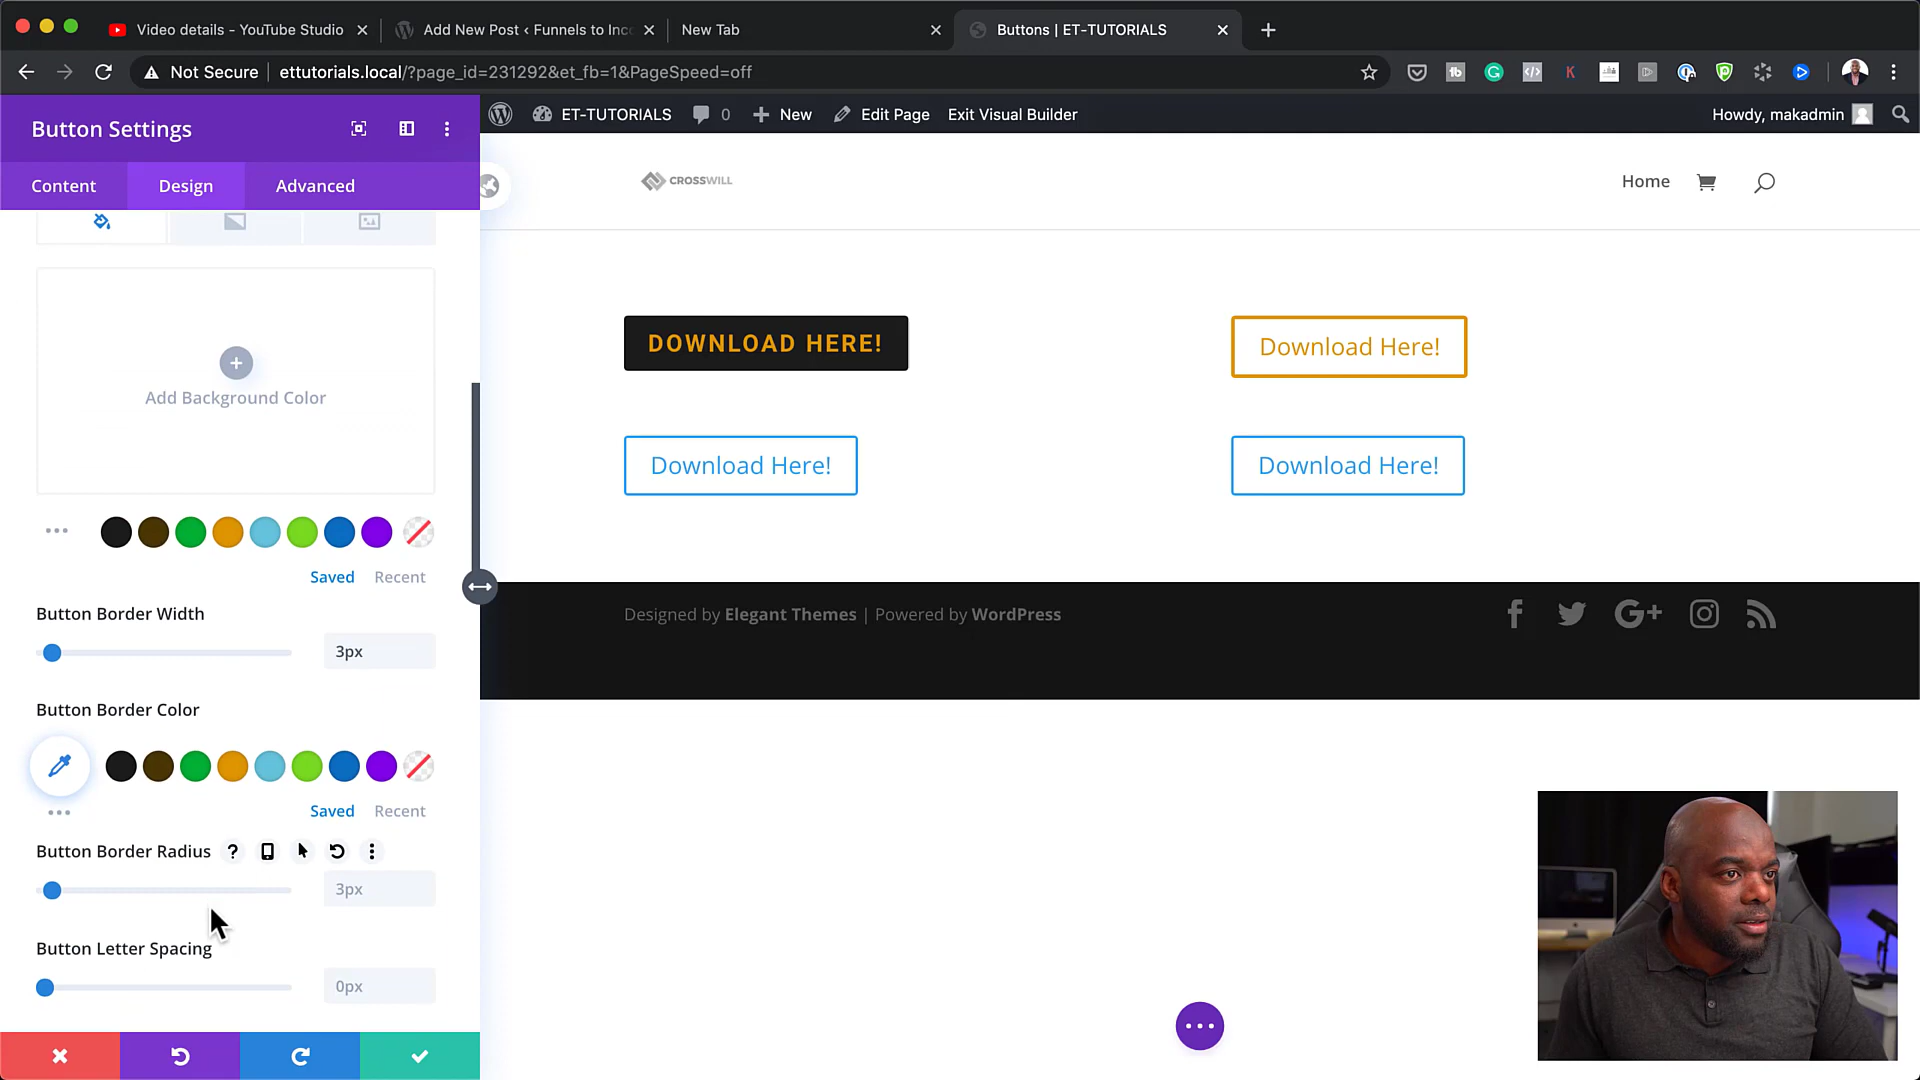 Video details - YouTube Studio
Add New Post ‹ Funnels to Inco
New Tab
Buttons | ET-TUTORIALS
Not Secure
ettutorials.local/?page_id=231292&et_fb=1&PageSpeed=off
ET-TUTORIALS
0
New
Edit Page
Exit Visual Builder
Howdy, makadmin
Button Settings
Content
Design
Advanced
CROSSWILL
Home
Add Background Color
Saved
Recent
Button Border Width
3px
Button Border Color
Saved
Recent
Button Border Radius
?
3px
Button Letter Spacing
0px
DOWNLOAD HERE!
Download Here!
Download Here!
Download Here!
Designed by Elegant Themes | Powered by WordPress